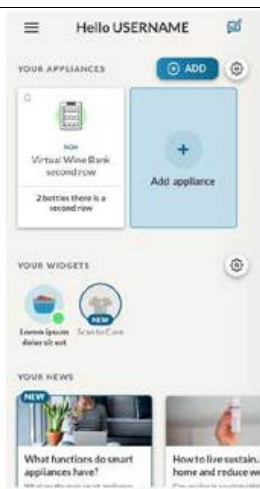 Hello USERNAME
YOUR APPLIANCES
ADD
Virtual Wine Bank
second row
2 bottles there is a
second row
Add appliance
YOUR WIDGETS
NEW
Lorem ipsum
dolor sit est
Scan to Care
YOUR NEWS
NEW
What functions do smart
appliances have?
How to live sustain..
home and reduce we